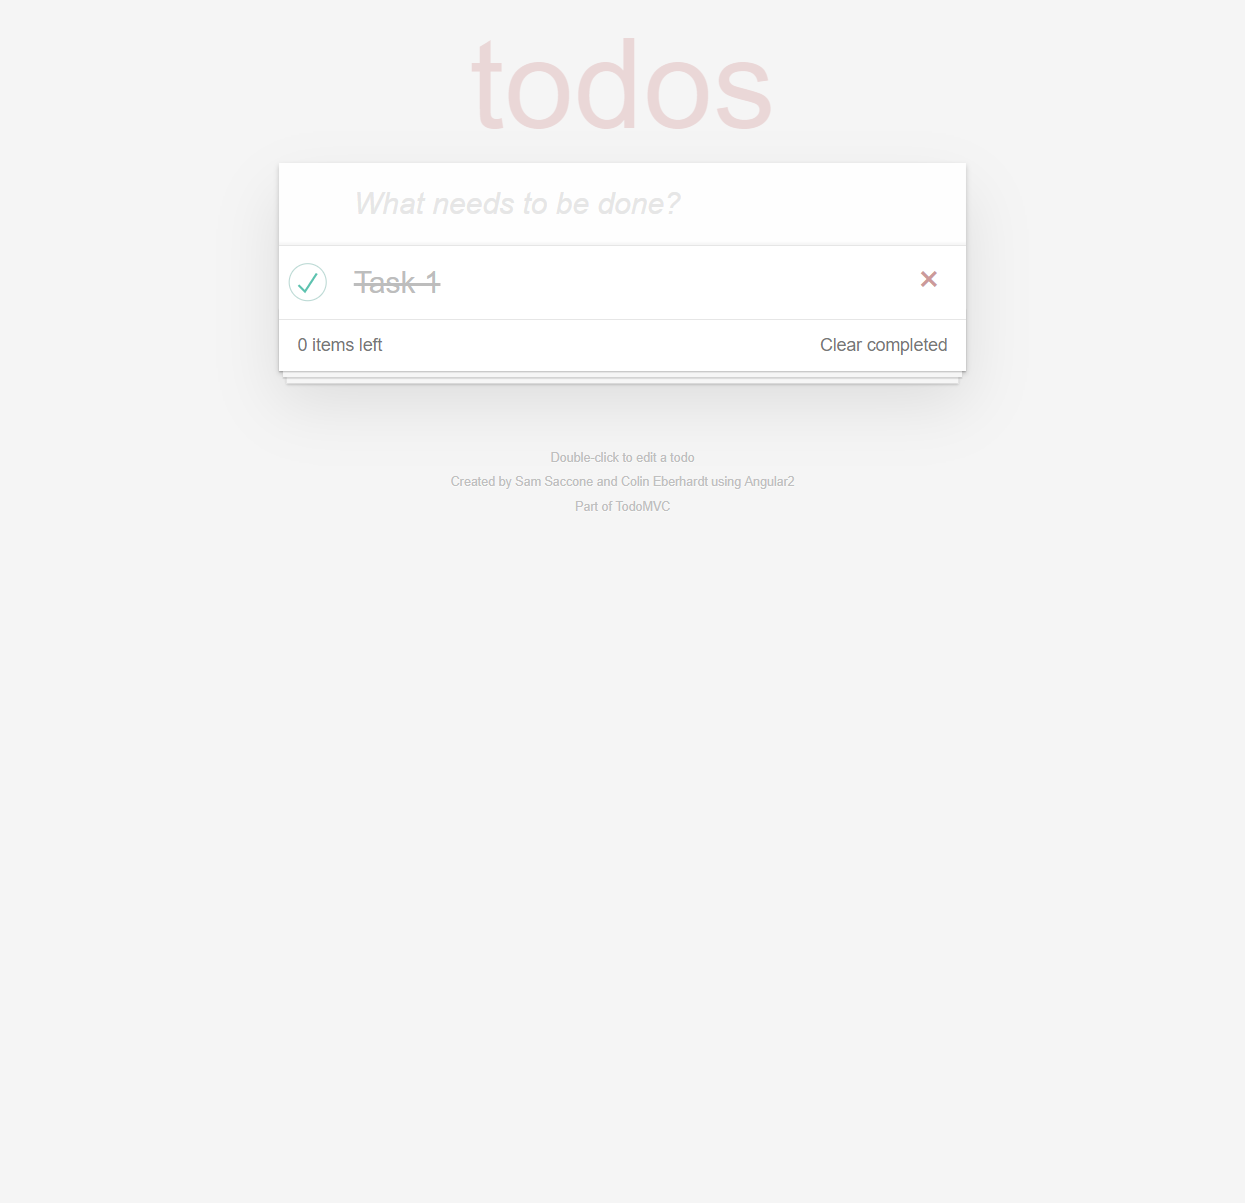 todos
What needs to be done?
Task 1
0 items left
Clear completed
Double-click to edit a todo
Created by Sam Saccone and Colin Eberhardt using Angular2
Part of TodoMVC